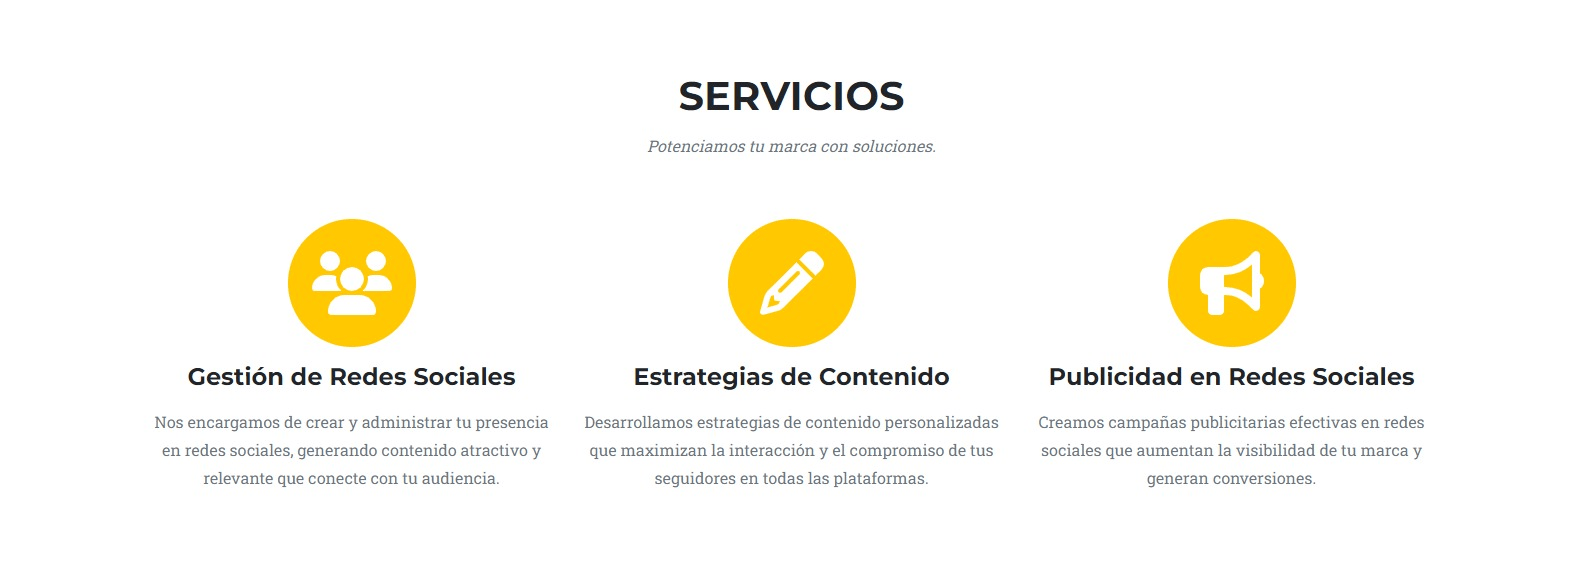 SERVICIOS
Potenciamos tu marca con soluciones.
Gestión de Redes Sociales
Nos encargamos de crear y administrar tu presencia
en redes sociales, generando contenido atractivo y
relevante que conecte con tu audiencia.
Estrategias de Contenido
Desarrollamos estrategias de contenido personalizadas
que maximizan la interacción y el compromiso de tus
seguidores en todas las plataformas.
Publicidad en Redes Sociales
Creamos campañas publicitarias efectivas en redes
sociales que aumentan la visibilidad de tu marca y
generan conversiones.